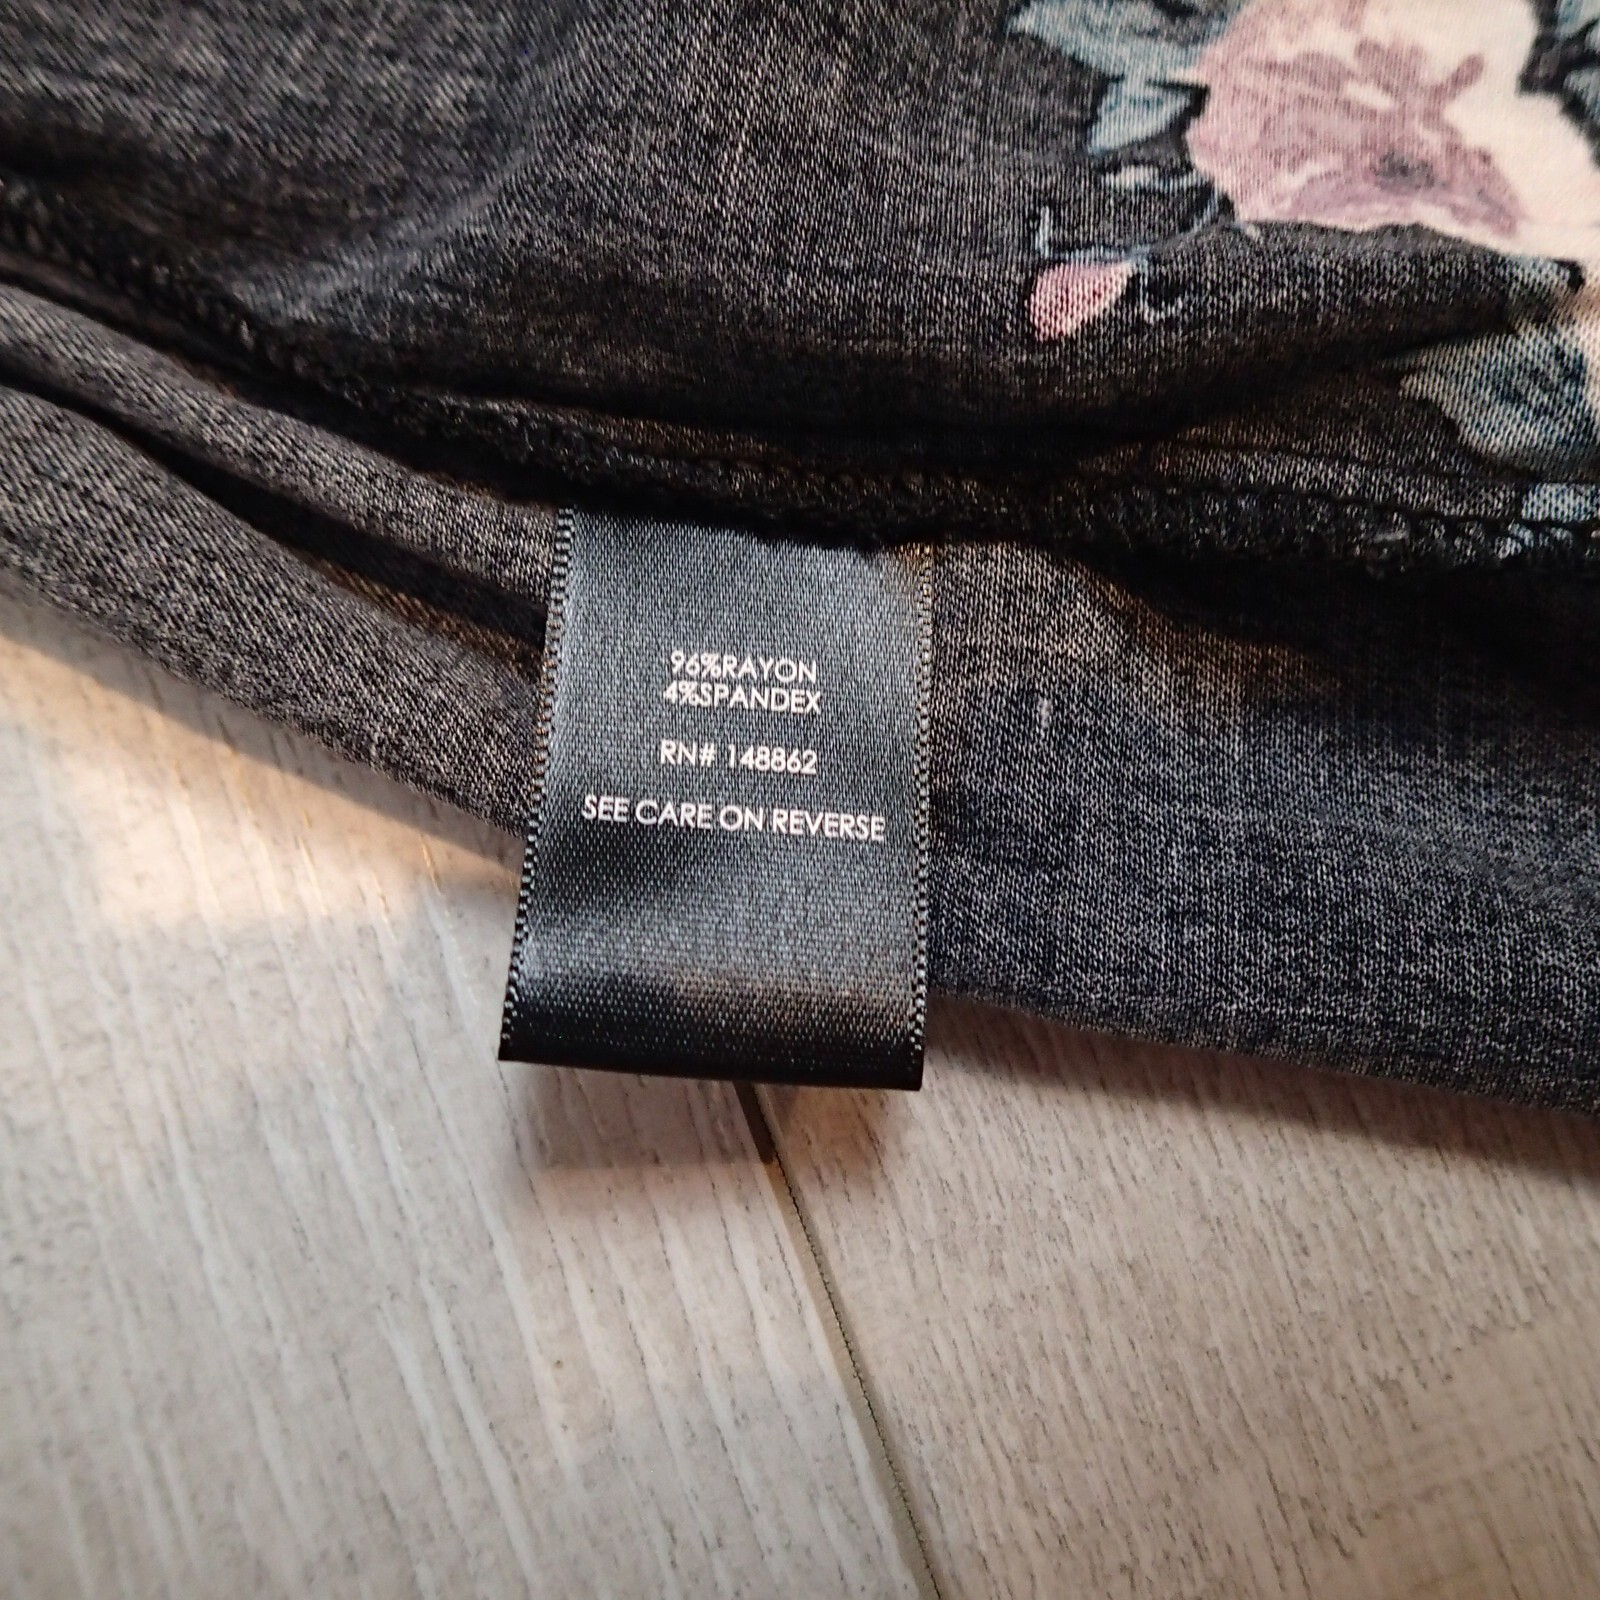 96%RAYON
4%SPANDEX
RN# 148862
SEE CARE ON REVERSE